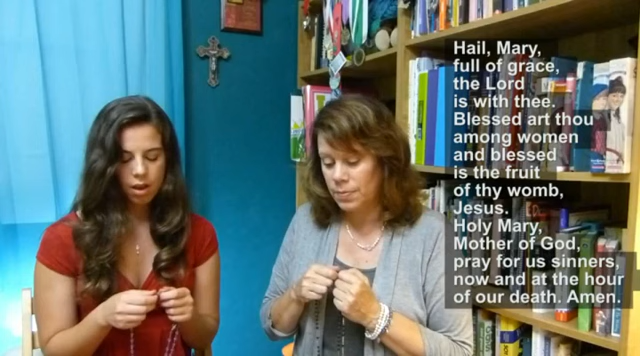 Hail, Mary,
full of grace,
the Lord
is with thee.
Blessed art thou
among women
and blessed
is the fruit
of thy womb,
Jesus.
Holy Mary,
Mother of God,
pray for us sinners,
now and at the hour
of our death. Amen.